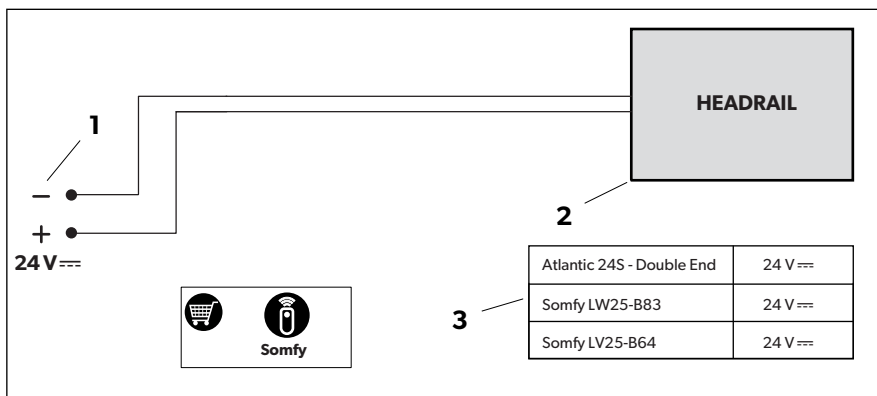 HEADRAIL
1
−
+
24 V ⎓
2
Atlantic 24S - Double End 24 V ⎓
3
Somfy LW25-B83 24 V ⎓
Somfy LV25-B64 24 V ⎓
Somfy